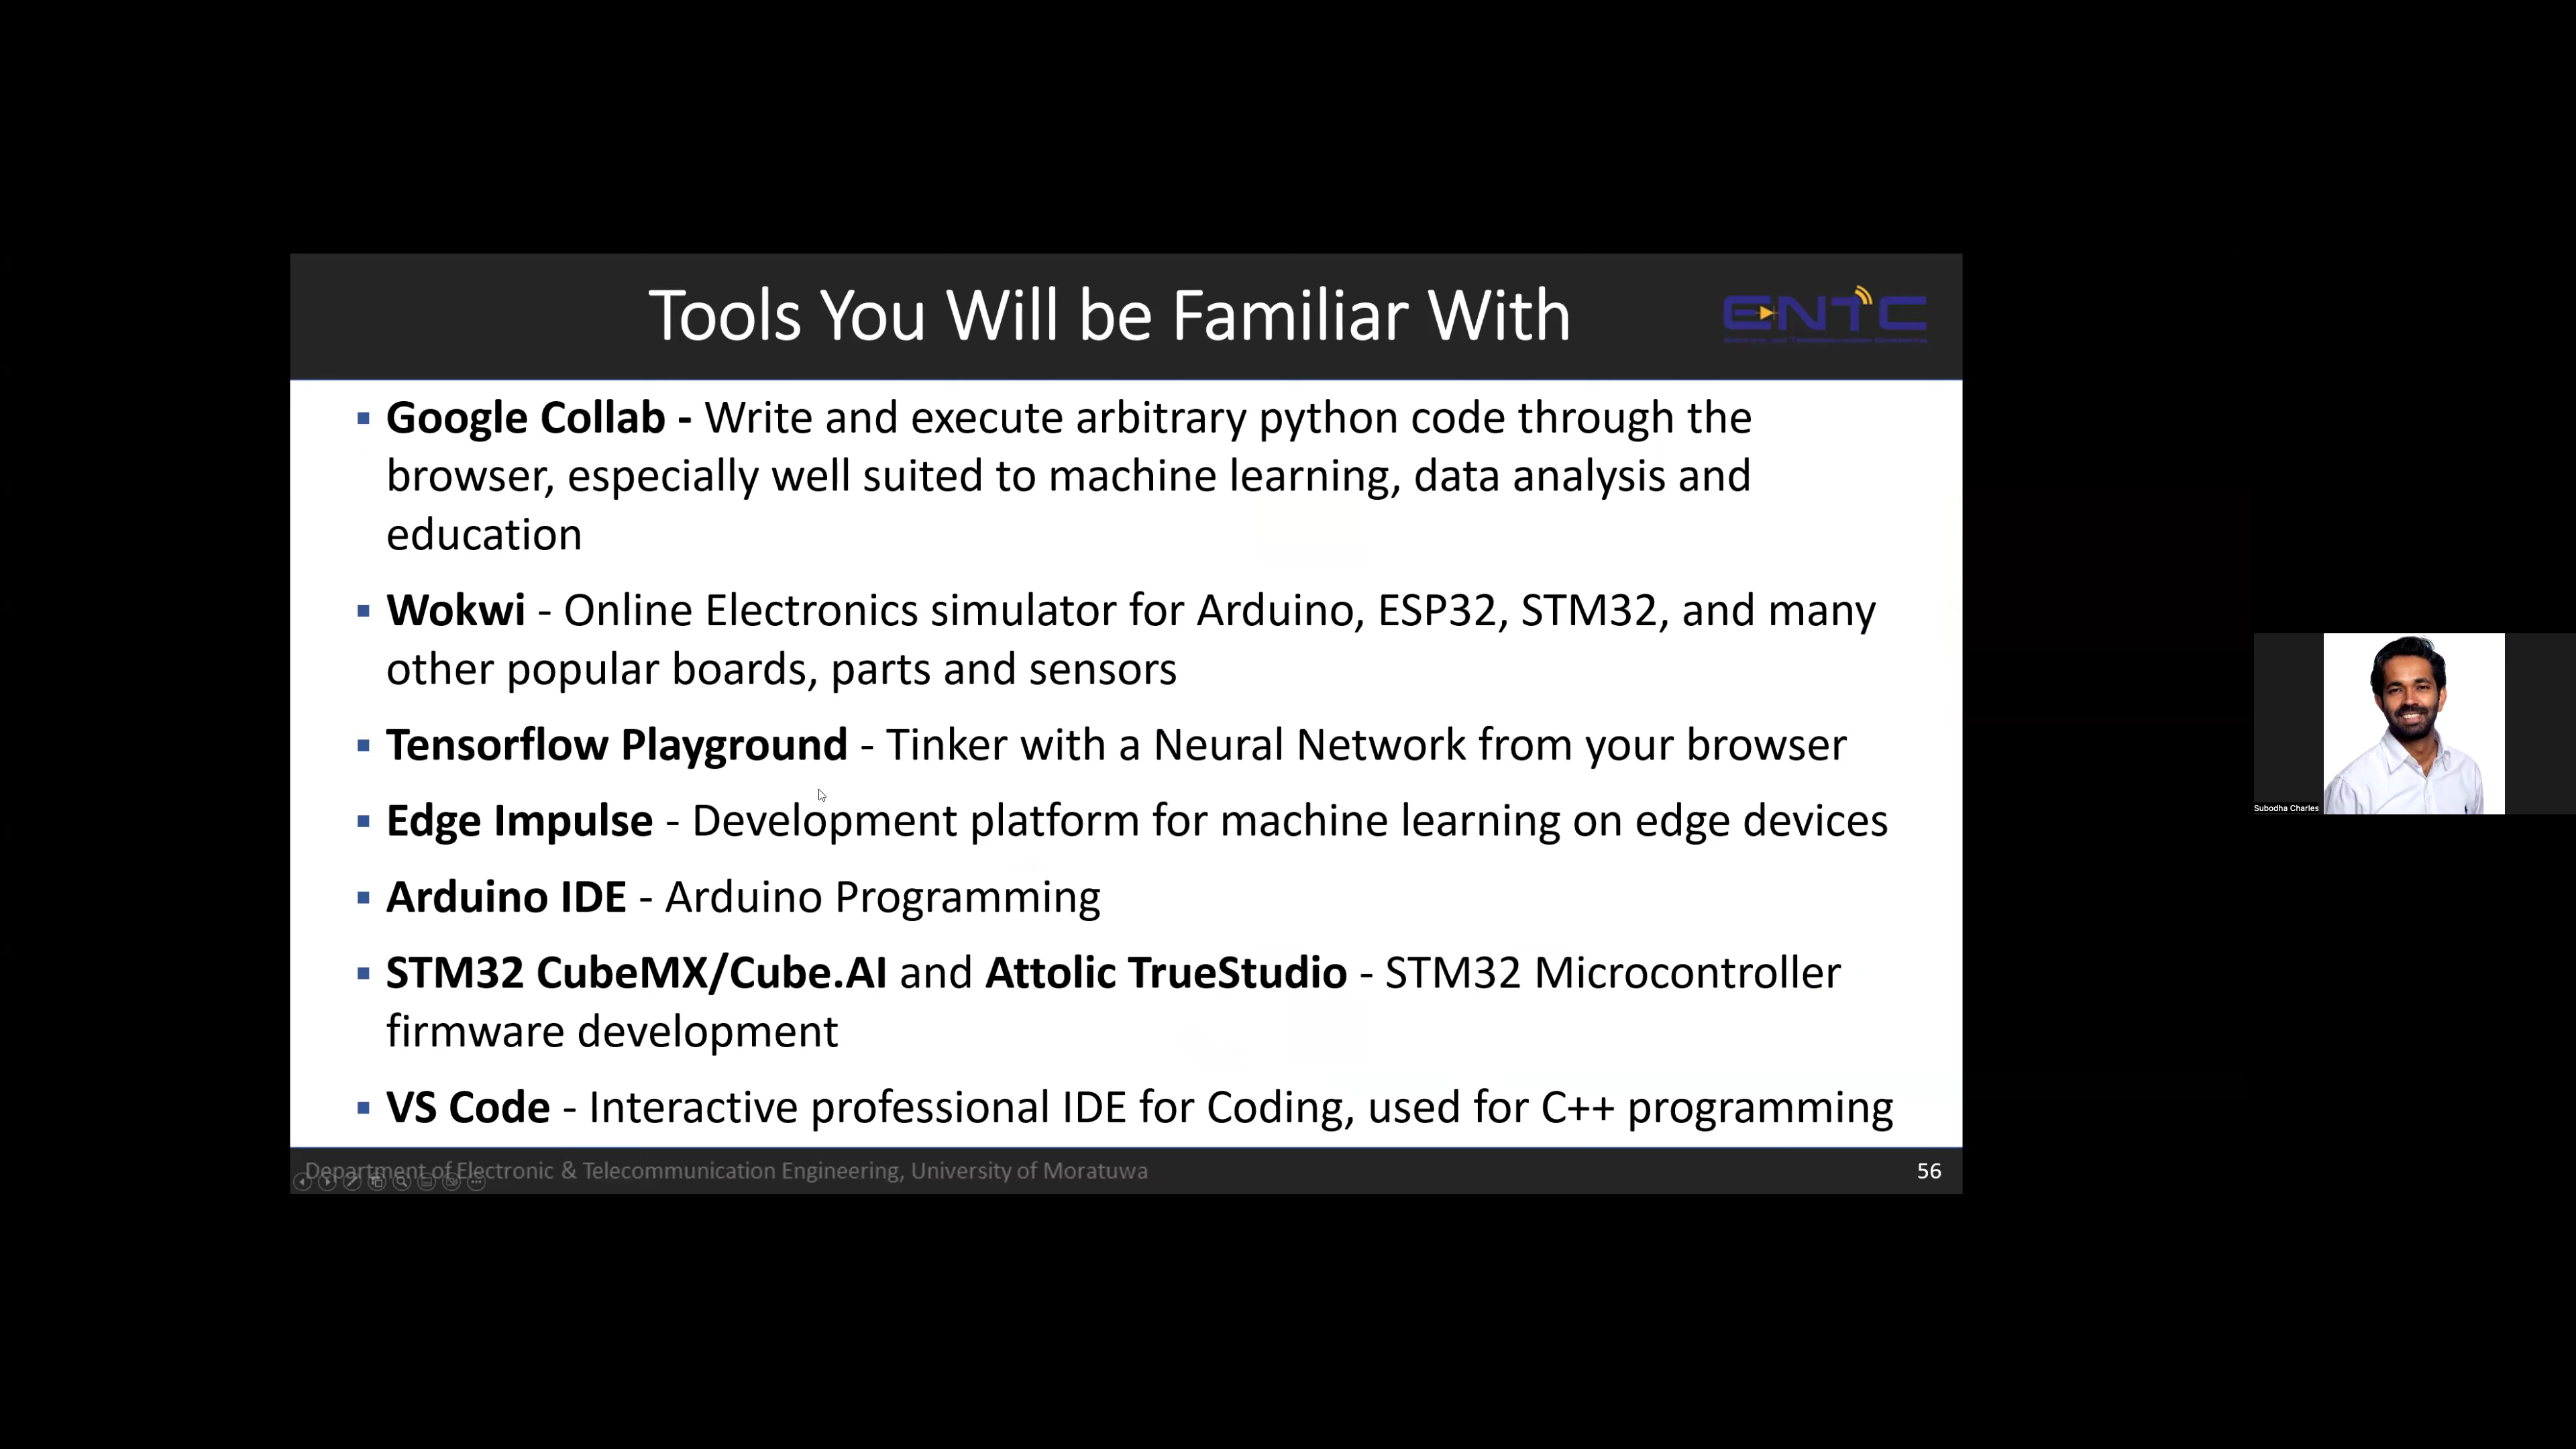 Tools You Will be Familiar With
ENTC
▪ Google Collab - Write and execute arbitrary python code through the
browser, especially well suited to machine learning, data analysis and
education
▪ Wokwi - Online Electronics simulator for Arduino, ESP32, STM32, and many
other popular boards, parts and sensors
▪ Tensorflow Playground - Tinker with a Neural Network from your browser
▪ Edge Impulse - Development platform for machine learning on edge devices
▪ Arduino IDE - Arduino Programming
▪ STM32 CubeMX/Cube.AI and Attolic TrueStudio - STM32 Microcontroller
firmware development
▪ VS Code - Interactive professional IDE for Coding, used for C++ programming
Department of Electronic & Telecommunication Engineering, University of Moratuwa
56
Subodha Charles